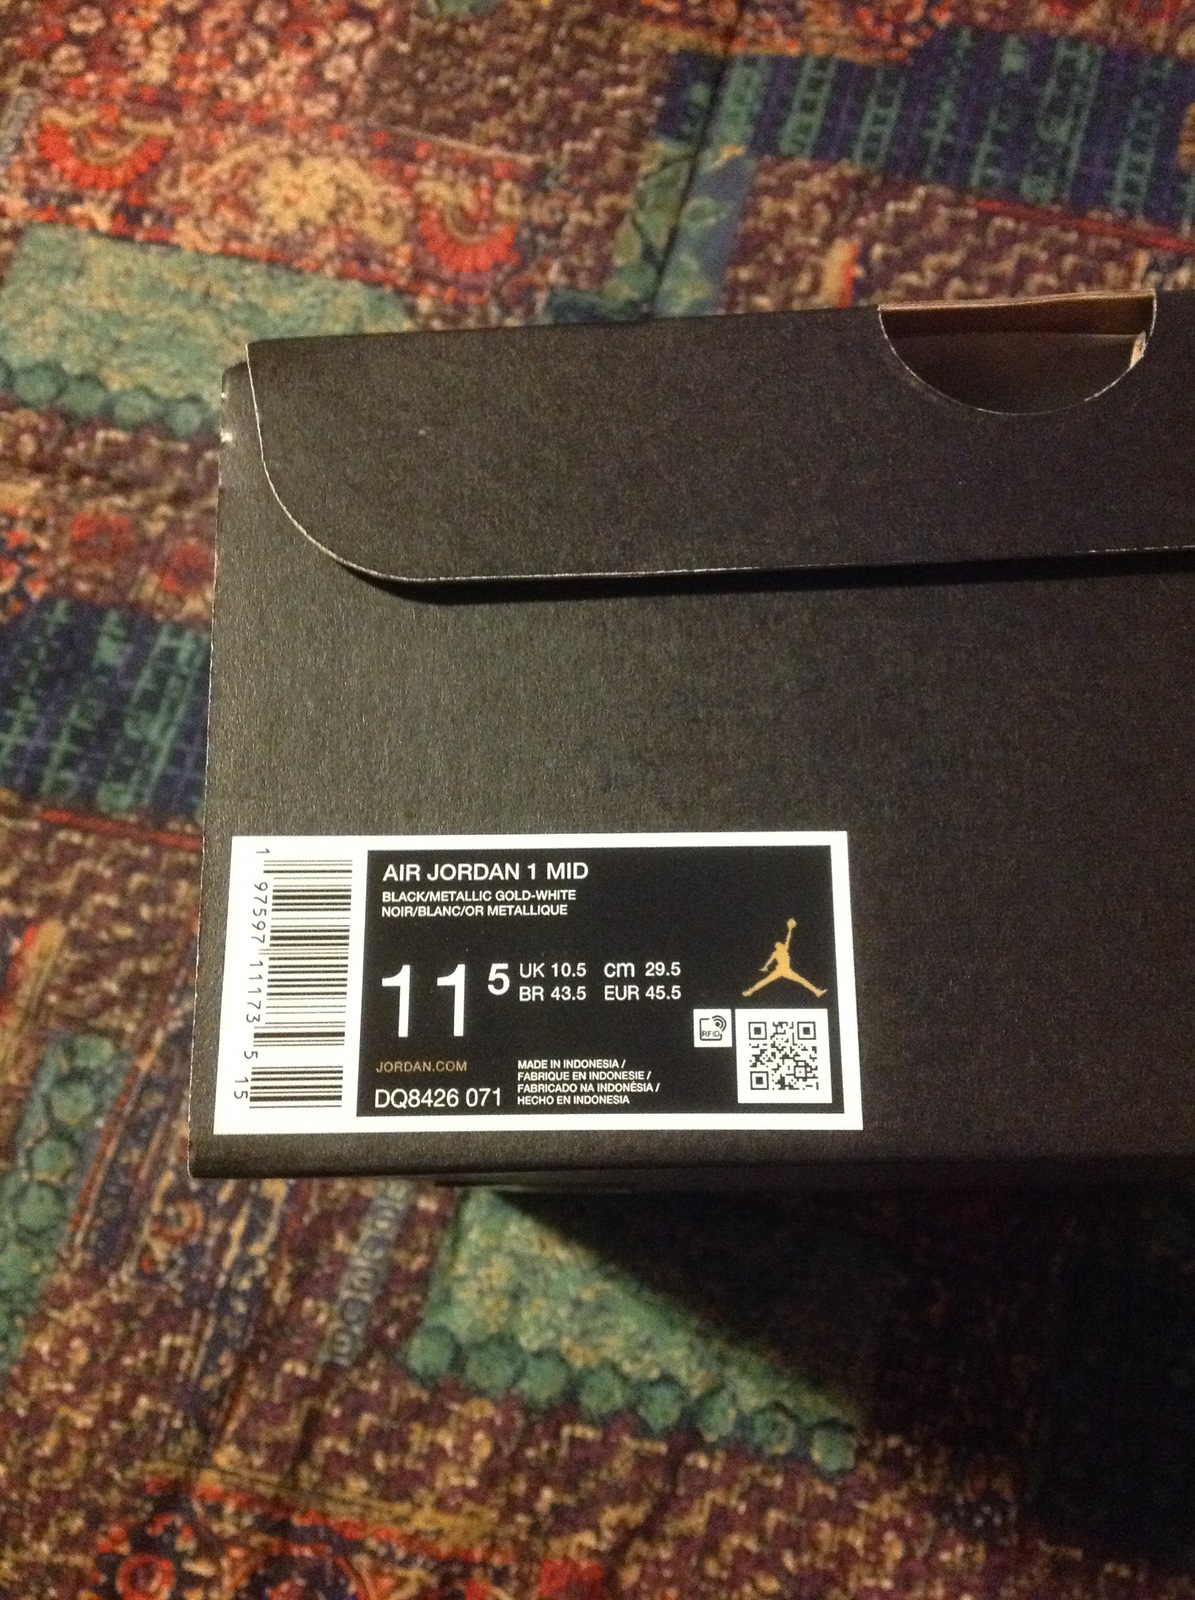 AIR JORDAN 1 MID
BLACK/METALLIC GOLD-WHITE
NOIR/BLANC/OR METALLIQUE
11 5
UK 10.5 cm 29.5
BR 43.5 EUR 45.5
RFID
JORDAN.COM
DQ8426 071
MADE IN INDONESIA /
FABRIQUE EN INDONESIE /
FABRICADO NA INDONÉSIA /
HECHO EN INDONESIA
1 97597 11173 5 15